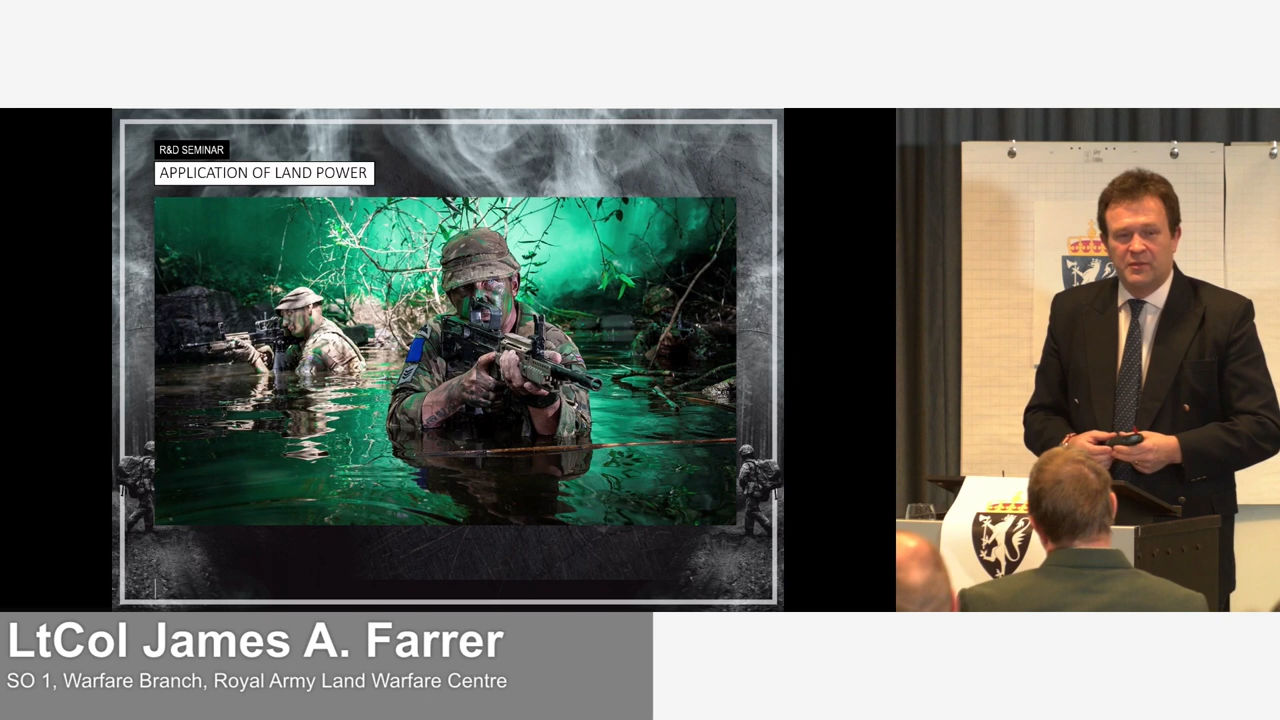 R&D SEMINAR
APPLICATION OF LAND POWER
LtCol James A. Farrer
SO 1, Warfare Branch, Royal Army Land Warfare Centre